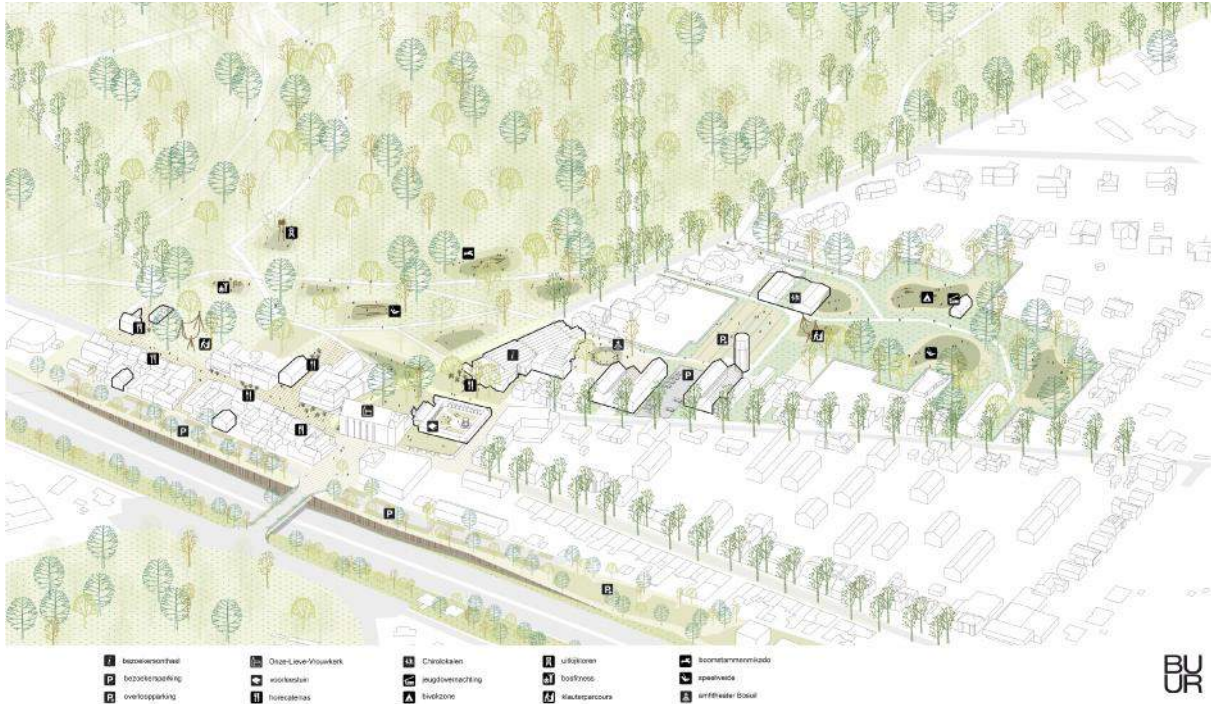 i bezoekersonthaal
P bezoekersparking
P overloopparking
Onze-Lieve-Vrouwkerk
voorleestuin
horecaterras
Chirolokalen
jeugdovernachting
bivakzone
uitkijktoren
bosfitness
klauterparcours
boomstammenmikado
speelweide
amfitheater Bosuil
BU
UR